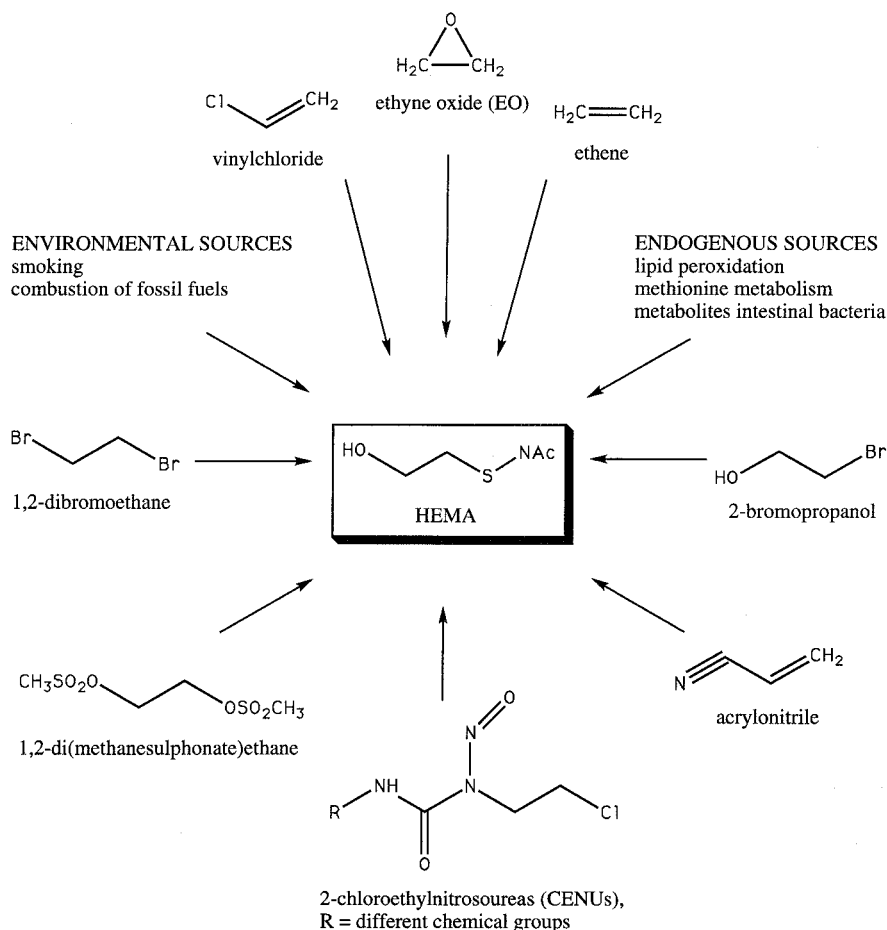 O
H₂C CH₂
ethyne oxide (EO)
Cl CH₂
vinylchloride
H₂C CH₂
ethene
ENVIRONMENTAL SOURCES
smoking
combustion of fossil fuels
ENDOGENOUS SOURCES
lipid peroxidation
methionine metabolism
metabolites intestinal bacteria
Br
Br
1,2-dibromoethane
HO S NAc
HEMA
HO Br
2-bromopropanol
CH₃SO₂O
OSO₂CH₃
1,2-di(methanesulphonate)ethane
N CH₂
acrylonitrile
O
N
R NH N Cl
O
2-chloroethylnitrosoureas (CENUs),
R = different chemical groups